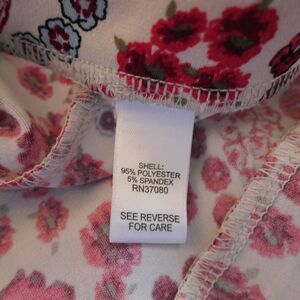 SHELL:
95% POLYESTER
5% SPANDEX
RN37080
SEE REVERSE
FOR CARE